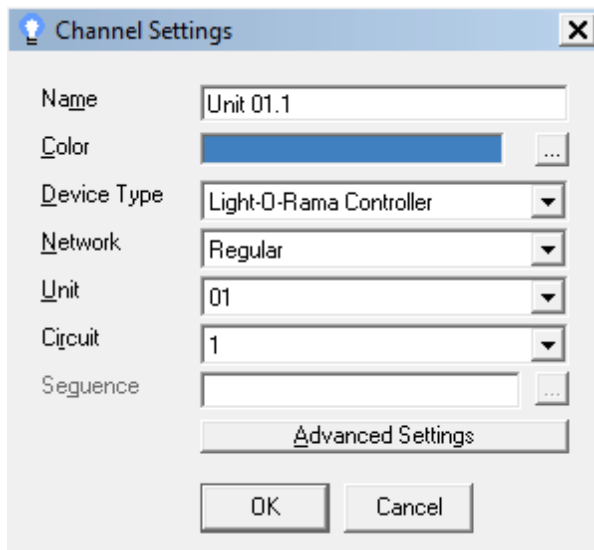 Channel Settings
Name
Unit 01.1
Color
...
Device Type
Light-O-Rama Controller
Network
Regular
Unit
01
Circuit
1
Seguence
...
Advanced Settings
OK
Cancel